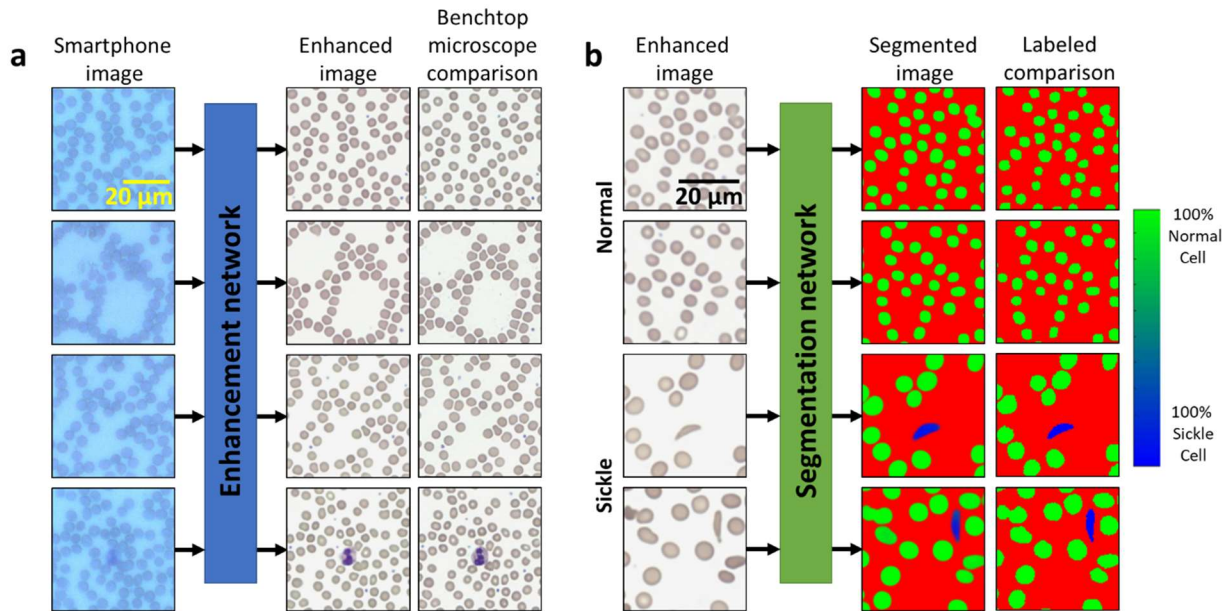 a
Smartphone
image
Enhanced
image
Benchtop
microscope
comparison
20 µm
Enhancement network
b
Enhanced
image
Segmented
image
Labeled
comparison
Normal
Sickle
20 µm
Segmentation network
100%
Normal
Cell
100%
Sickle
Cell